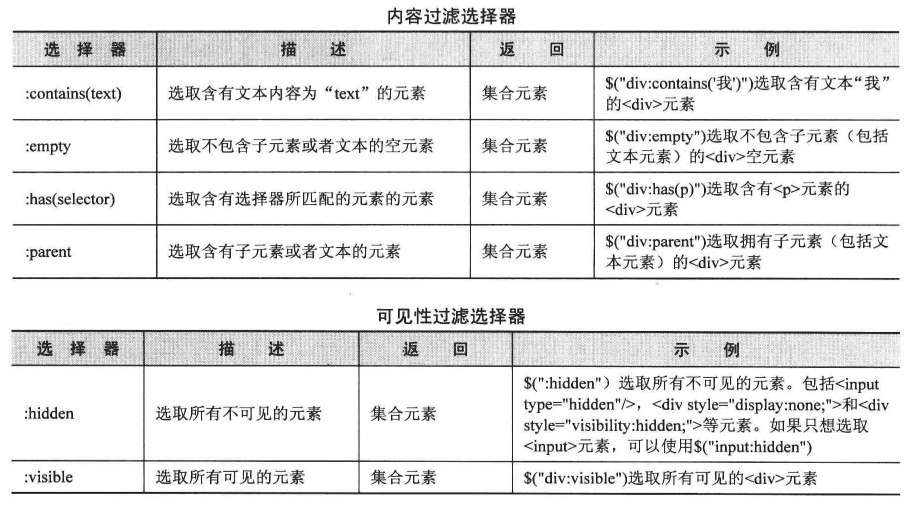 内容过滤选择器
选 择 器 描 述 返 回 示 例
:contains(text) 选取含有文本内容为“text”的元素 集合元素 $("div:contains('我')")选取含有文本“我”
的<div>元素
:empty 选取不包含子元素或者文本的空元素 集合元素 $("div:empty")选取不包含子元素（包括
文本元素）的<div>空元素
:has(selector) 选取含有选择器所匹配的元素的元素 集合元素 $("div:has(p)")选取含有<p>元素的
<div>元素
:parent 选取含有子元素或者文本的元素 集合元素 $("div:parent")选取拥有子元素（包括文
本元素）的<div>元素
可见性过滤选择器
选 择 器 描 述 返 回 示 例
:hidden 选取所有不可见的元素 集合元素 $(":hidden"）选取所有不可见的元素。包括<input
type="hidden"/>，<div style="display:none;">和<div
style="visibility:hidden;">等元素。如果只想选取
<input>元素，可以使用$("input:hidden")
:visible 选取所有可见的元素 集合元素 $("div:visible")选取所有可见的<div>元素